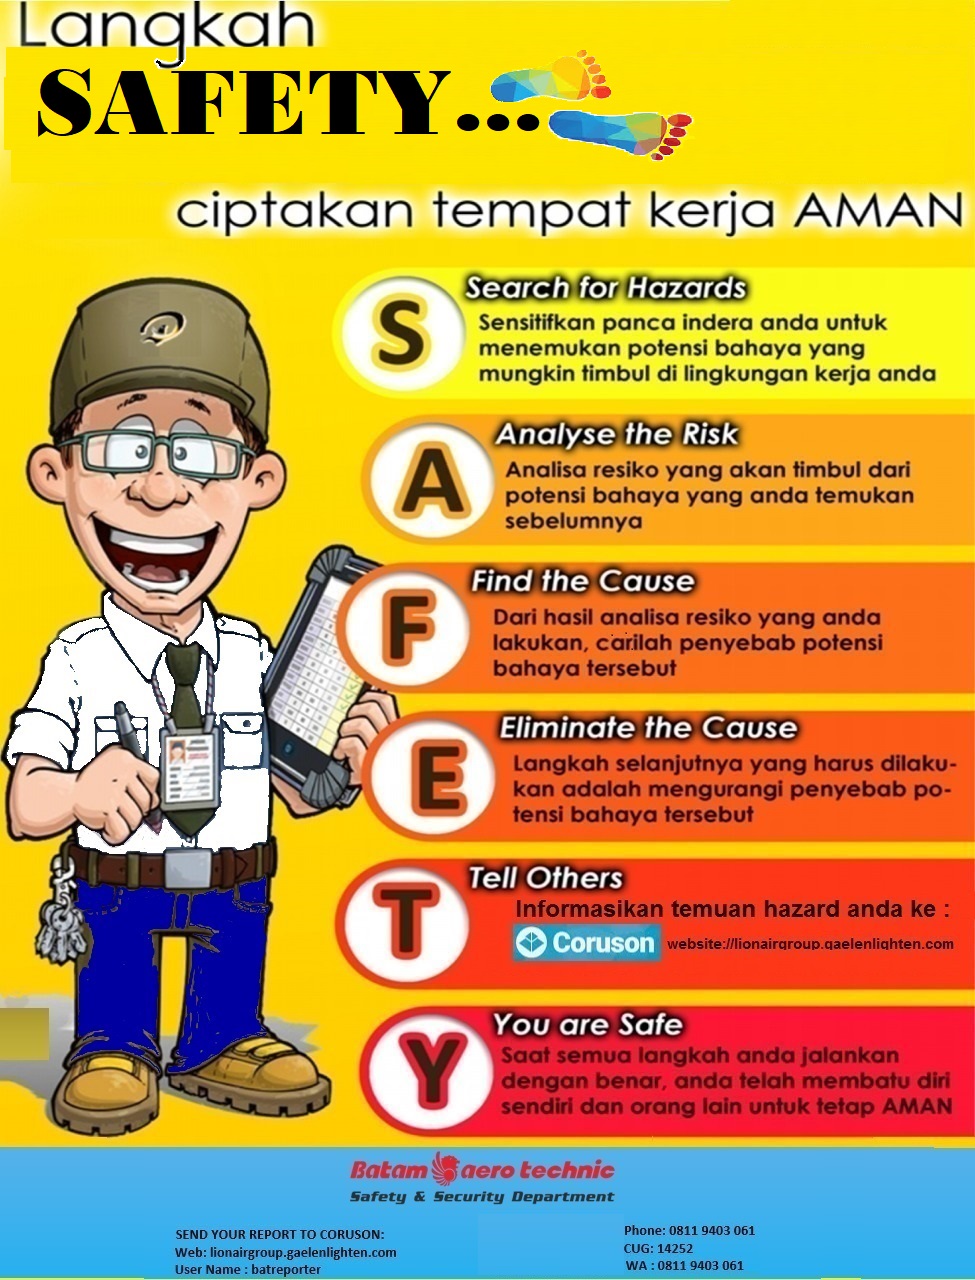 Langkah
SAFETY...
ciptakan tempat kerja AMAN
S
Search for Hazards
Sensitifkan panca indera anda untuk
menemukan potensi bahaya yang
mungkin timbul di lingkungan kerja anda
A
Analyse the Risk
Analisa resiko yang akan timbul dari
potensi bahaya yang anda temukan
sebelumnya
F
Find the Cause
Dari hasil analisa resiko yang anda
lakukan, carilah penyebab potensi
bahaya tersebut
E
Eliminate the Cause
Langkah selanjutnya yang harus dilaku-
kan adalah mengurangi penyebab po-
tensi bahaya tersebut
T
Tell Others
Informasikan temuan hazard anda ke :
Coruson website://lionairgroup.gaelenlighten.com
Y
You are Safe
Saat semua langkah anda jalankan
dengan benar, anda telah membatu diri
sendiri dan orang lain untuk tetap AMAN
Batam aero technic
Safety & Security Department
SEND YOUR REPORT TO CORUSON:
Web: lionairgroup.gaelenlighten.com
User Name : batreporter
Phone: 0811 9403 061
CUG: 14252
WA : 0811 9403 061